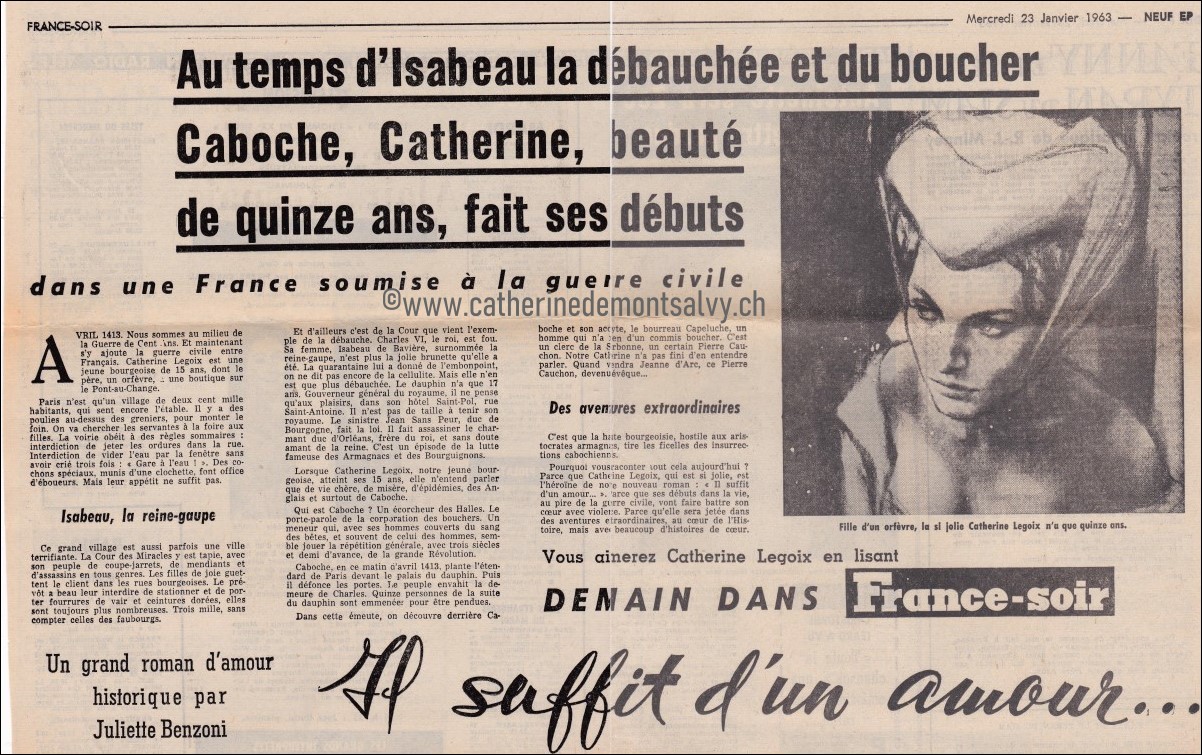 FRANCE-SOIR
Mercredi 23 Janvier 1963 — NEUF EP
Au temps d'Isabeau la débauchée et du boucher
Caboche, Catherine, beauté
de quinze ans, fait ses débuts
dans une France soumise à la guerre civile
©www.catherinedemontsalvy.ch
AVRIL 1413. Nous sommes au milieu de
la Guerre de Cent Ans. Et maintenant
s'y ajoute la guerre civile entre
Français. Catherine Legoix est une
jeune bourgeoise de 15 ans, dont le
père, un orfèvre, a une boutique sur
le Pont-au-Change.
Paris n'est qu'un village de deux cent mille
habitants, qui sent encore l'étable. Il y a des
poulies au-dessus des greniers, pour monter le
foin. On va chercher les servantes à la foire aux
filles. La voirie obéit à des règles sommaires :
interdiction de jeter les ordures dans la rue.
Interdiction de vider l'eau par la fenêtre sans
avoir crié trois fois : « Gare à l'eau ! ». Des co-
chons spéciaux, munis d'une clochette, font office
d'éboueurs. Mais leur appétit ne suffit pas.
Isabeau, la reine-gaupe
Ce grand village est aussi parfois une ville
terrifiante. La Cour des Miracles y est tapie, avec
son peuple de coupe-jarrets, de mendiants et
d'assassins en tous genres. Les filles de joie guet-
tent le client dans les rues bourgeoises. Le pré-
vôt a beau leur interdire de stationner et de por-
ter fourrures de vair et ceintures dorées, elles
sont toujours plus nombreuses. Trois mille, sans
compter celles des faubourgs.
Et d'ailleurs c'est de la Cour que vient l'exem-
ple de la débauche. Charles VI, le roi, est fou.
Sa femme, Isabeau de Bavière, surnommée la
reine-gaupe, n'est plus la jolie brunette qu'elle a
été. La quarantaine lui a donné de l'embonpoint,
on ne dit pas encore de la cellulite. Mais elle n'en
est que plus débauchée. Le dauphin n'a que 17
ans. Gouverneur général du royaume, il ne pense
qu'aux plaisirs, dans son hôtel Saint-Pol, rue
Saint-Antoine. Il n'est pas de taille à tenir son
royaume. Le sinistre Jean Sans Peur, duc de
Bourgogne, fait la loi. Il fait assassiner le char-
mant duc d'Orléans, frère du roi, et sans doute
amant de la reine. C'est un épisode de la lutte
fameuse des Armagnacs et des Bourguignons.
Lorsque Catherine Legoix, notre jeune bour-
geoise, atteint ses 15 ans, elle n'entend parler
que de vie chère, de misère, d'épidémies, des An-
glais et surtout de Caboche.
Qui est Caboche ? Un écorcheur des Halles. Le
porte-parole de la corporation des bouchers. Un
meneur qui, avec ses hommes couverts du sang
des bêtes, et souvent de celui des hommes, sem-
ble jouer la répétition générale, avec trois siècles
et demi d'avance, de la grande Révolution.
Caboche, en ce matin d'avril 1413, plante l'éten-
dard de Paris devant le palais du dauphin. Puis
il défonce les portes. Le peuple envahit la de-
meure de Charles. Quinze personnes de la suite
du dauphin sont emmenées pour être pendues.
Dans cette émeute, on découvre derrière Ca-
boche et son acolyte, le bourreau Capeluche, un
homme qui n'a rien d'un commis boucher. C'est
un clerc de la Sorbonne, un certain Pierre Cau-
chon. Notre Catherine n'a pas fini d'en entendre
parler. Quand viendra Jeanne d'Arc, ce Pierre
Cauchon, devenu évêque...
Des aventures extraordinaires
C'est que la haute bourgeoisie, hostile aux aris-
tocrates armagnacs, tire les ficelles des insurrec-
tions cabochiennes.
Pourquoi vous raconter tout cela aujourd'hui ?
Parce que Catherine Legoix, qui est si jolie, est
l'héroïne de notre nouveau roman : « Il suffit
d'un amour... ». Parce que ses débuts dans la vie,
au pire de la guerre civile, vont faire battre son
cœur avec violence. Parce qu'elle sera jetée dans
des aventures extraordinaires, au cœur de l'His-
toire, mais avec beaucoup d'histoires de cœur.
Fille d'un orfèvre, la si jolie Catherine Legoix n'a que quinze ans.
Vous aimerez Catherine Legoix en lisant
DEMAIN DANS France-soir
Un grand roman d'amour
historique par
Juliette Benzoni
Il suffit d'un amour...